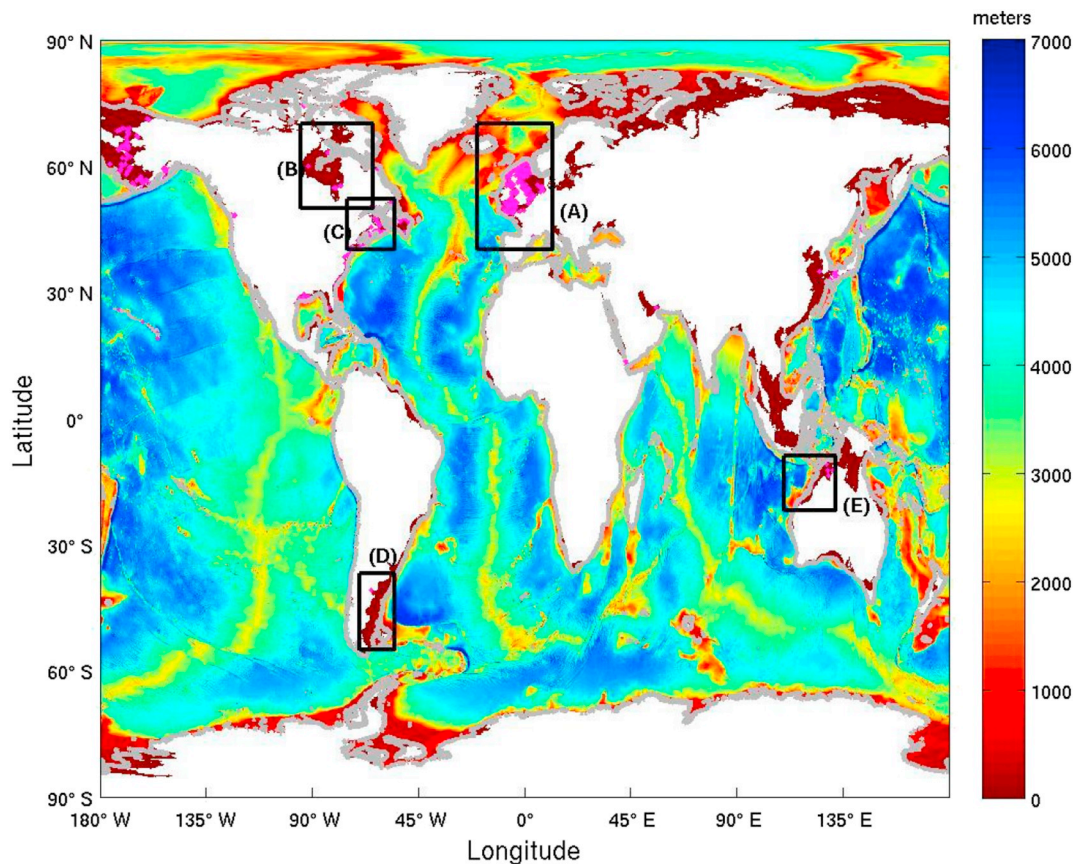 meters
90° N
7000
6000
60° N
(B)
(A)
5000
(C)
30° N
4000
Latitude
0°
3000
(E)
30° S
2000
(D)
60° S
1000
90° S
0
180° W
135° W
90° W
45° W
0°
45° E
90° E
135° E
Longitude